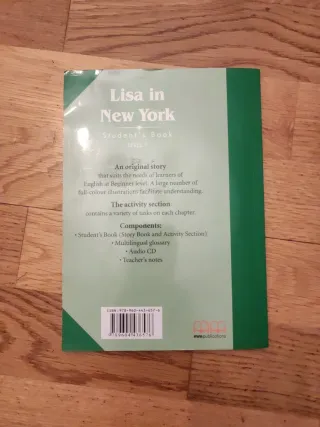 Lisa in
New York
Student's Book
An original story
that suits the needs of learners of
English at Beginner level. A large number of
full-colour illustrations facilitate understanding.
The activity section
contains a variety of tasks on each chapter.
Components:
• Student's Book (Story Book and Activity Section)
• Multilingual glossary
• Audio CD
• Teacher's notes